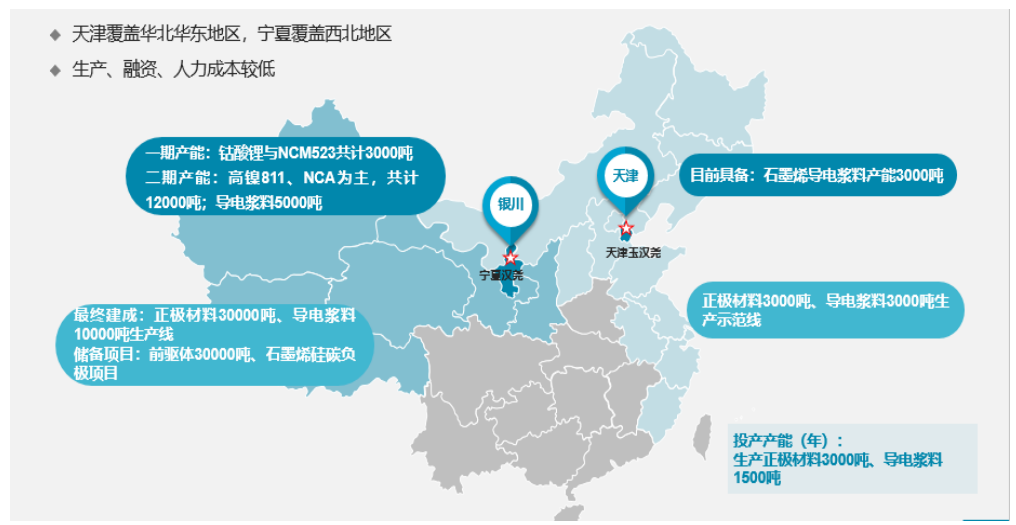 天津覆盖华北华东地区，宁夏覆盖西北地区
生产、融资、人力成本较低
一期产能：钴酸锂与NCM523共计3000吨
二期产能：高镍811、NCA为主，共计
12000吨；导电浆料5000吨
银川
天津
目前具备：石墨烯导电浆料产能3000吨
宁夏汉尧
天津玉汉尧
最终建成：正极材料30000吨、导电浆料
10000吨生产线
储备项目：前驱体30000吨、石墨烯硅碳负
极项目
正极材料3000吨、导电浆料3000吨生
产示范线
投产产能（年）：
生产正极材料3000吨、导电浆料
1500吨